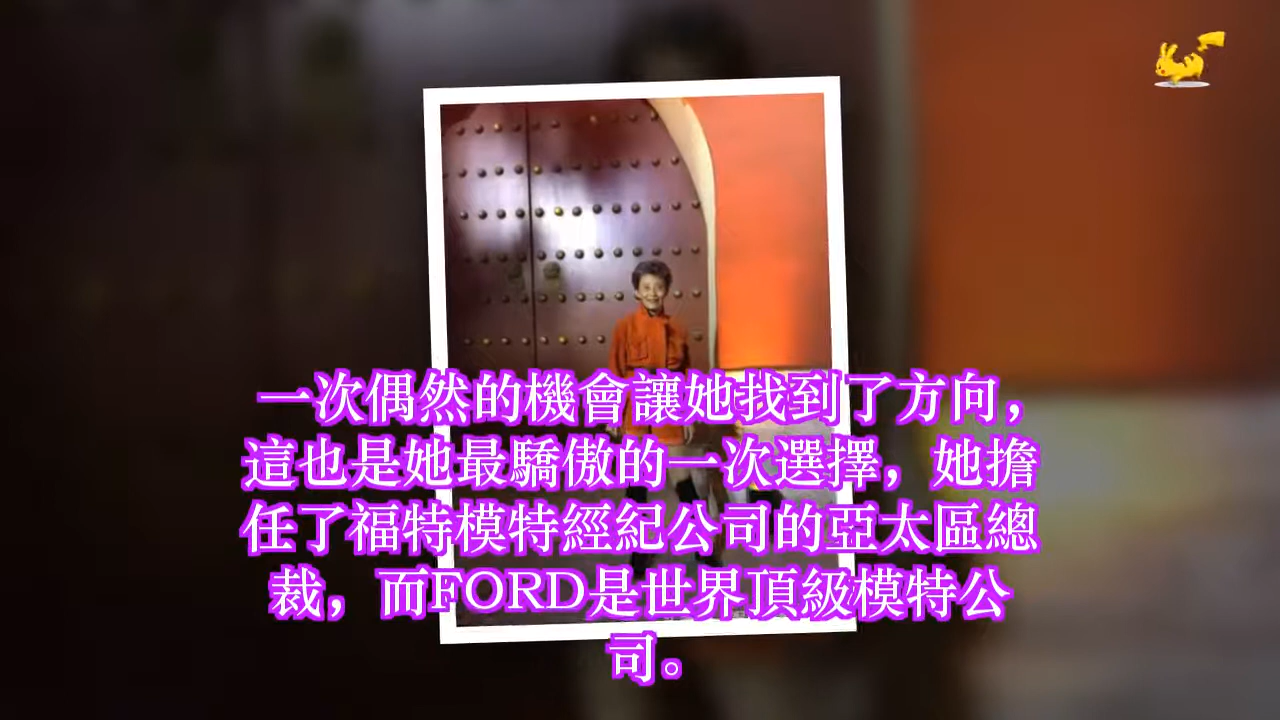 一次偶然的機會讓她找到了方向，
這也是她最驕傲的一次選擇，她擔
任了福特模特經紀公司的亞太區總
裁，而FORD是世界頂級模特公
司。